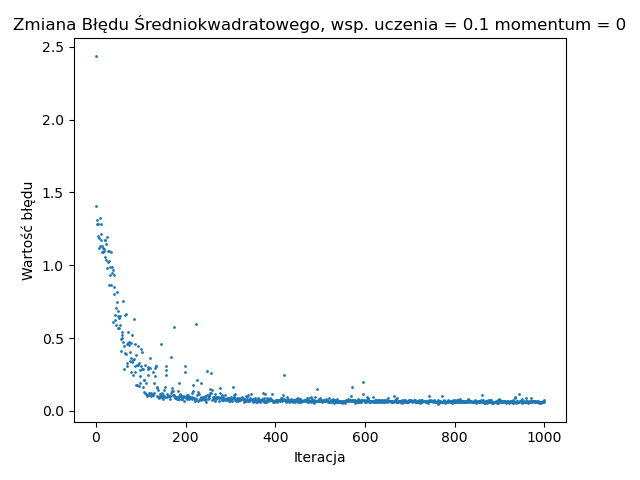 Zmiana Błędu Średniokwadratowego, wsp. uczenia = 0.1 momentum = 0
2.5
2.0
1.5
1.0
0.5
0.0
Wartość błędu
0 200 400 600 800 1000
Iteracja